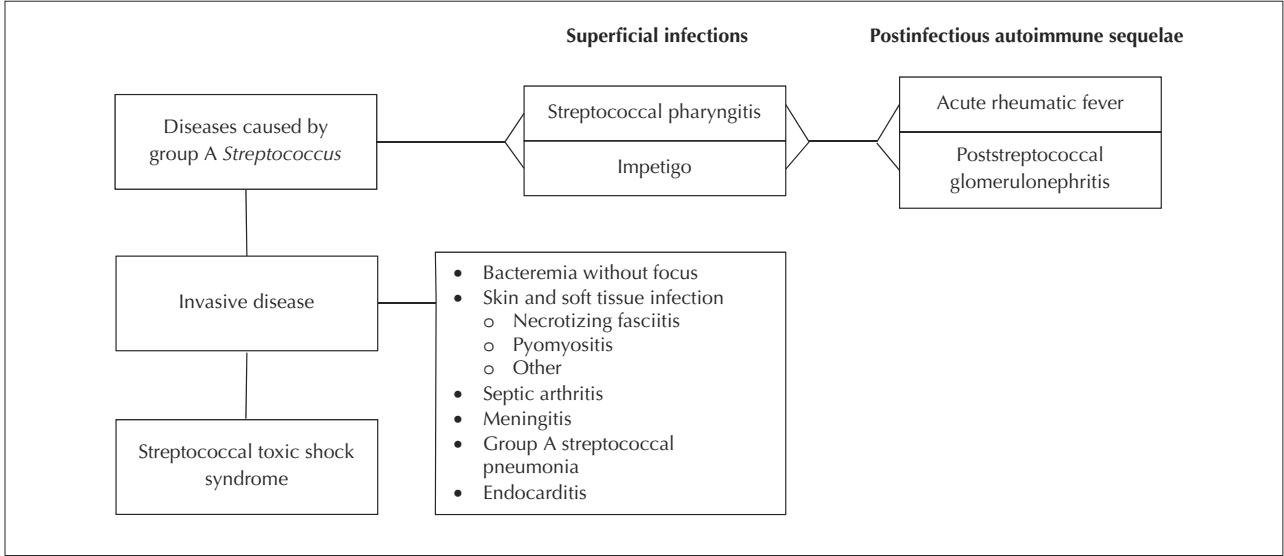 Superficial infections
Postinfectious autoimmune sequelae
Diseases caused by
group A Streptococcus
Streptococcal pharyngitis
Impetigo
Acute rheumatic fever
Poststreptococcal
glomerulonephritis
Invasive disease
• Bacteremia without focus
• Skin and soft tissue infection
o Necrotizing fasciitis
o Pyomyositis
o Other
• Septic arthritis
• Meningitis
• Group A streptococcal
pneumonia
• Endocarditis
Streptococcal toxic shock
syndrome